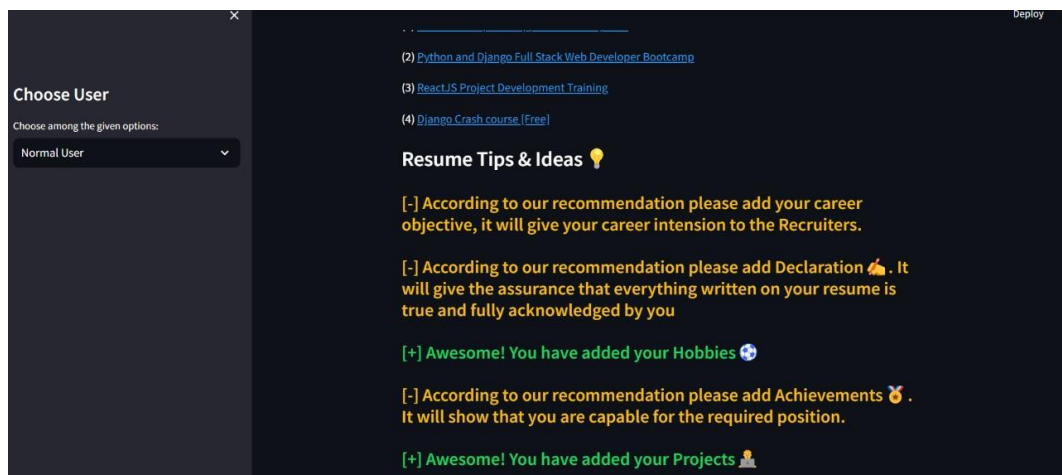 Deploy
Choose User
Choose among the given options:
Normal User
(2) Python and Django Full Stack Web Developer Bootcamp
(3) ReactJS Project Development Training
(4) Django Crash course [Free]
Resume Tips & Ideas 💡
[-] According to our recommendation please add your career
objective, it will give your career intension to the Recruiters.
[-] According to our recommendation please add Declaration ✍. It
will give the assurance that everything written on your resume is
true and fully acknowledged by you
[+] Awesome! You have added your Hobbies ⚽
[-] According to our recommendation please add Achievements 🏅 .
It will show that you are capable for the required position.
[+] Awesome! You have added your Projects 👨‍💻